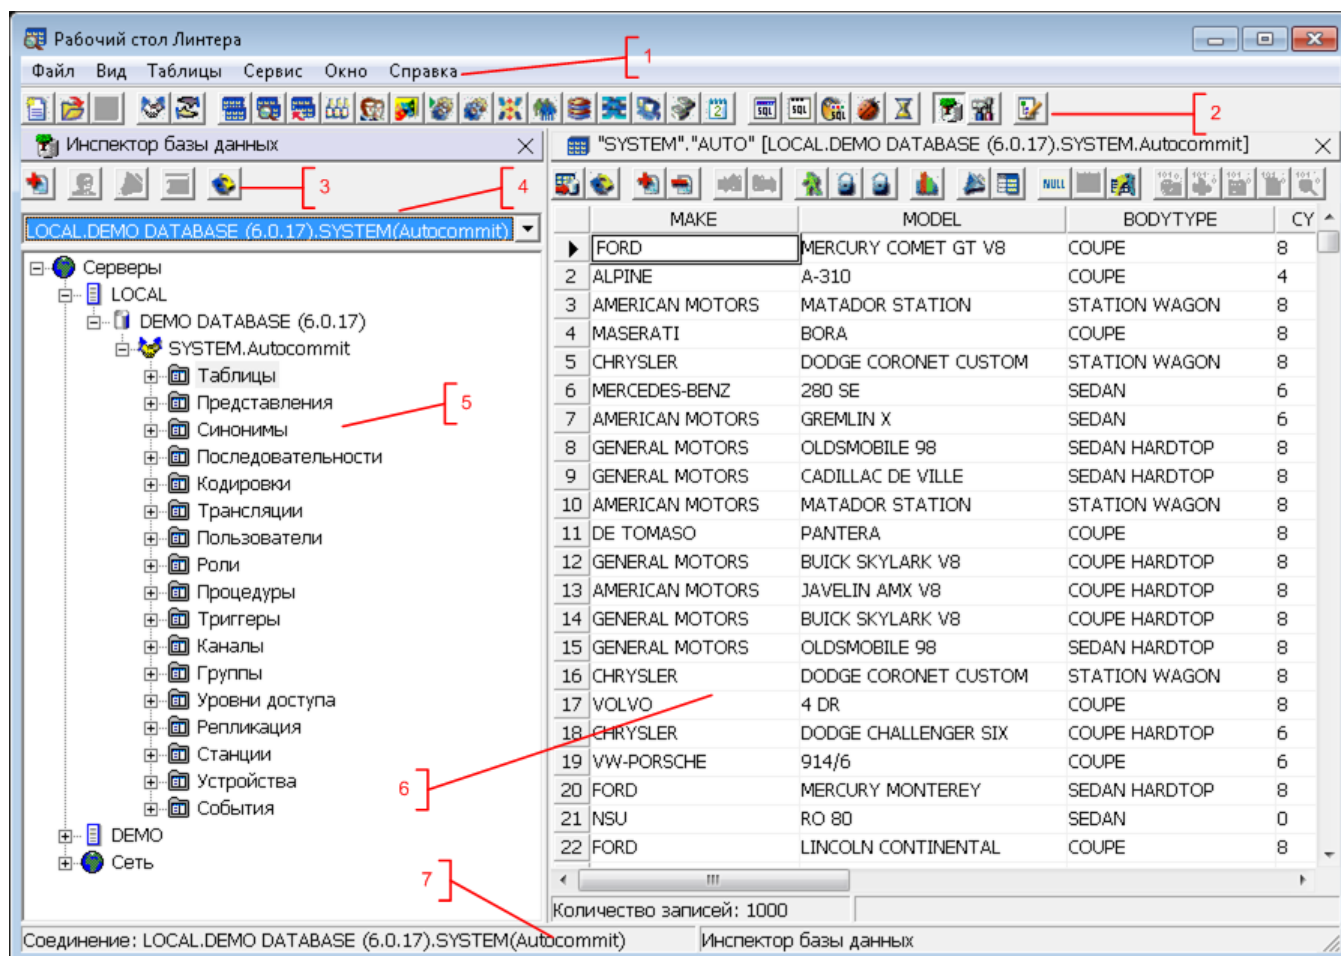 Рабочий стол Линтера
Файл Вид Таблицы Сервис Окно Справка
1
2
Инспектор базы данных
"SYSTEM"."AUTO" [LOCAL.DEMO DATABASE (6.0.17).SYSTEM.Autocommit]
3
4
LOCAL.DEMO DATABASE (6.0.17).SYSTEM(Autocommit)
Серверы
LOCAL
DEMO DATABASE (6.0.17)
SYSTEM.Autocommit
Таблицы
Представления
5
Синонимы
Последовательности
Кодировки
Трансляции
Пользователи
Роли
Процедуры
Триггеры
Каналы
Группы
Уровни доступа
Репликация
Станции
Устройства
События
DEMO
Сеть
6
7
SQL SQL SQL
NULL
MAKE MODEL BODYTYPE CY
FORD MERCURY COMET GT V8 COUPE 8
2 ALPINE A-310 COUPE 4
3 AMERICAN MOTORS MATADOR STATION STATION WAGON 8
4 MASERATI BORA COUPE 8
5 CHRYSLER DODGE CORONET CUSTOM STATION WAGON 8
6 MERCEDES-BENZ 280 SE SEDAN 6
7 AMERICAN MOTORS GREMLIN X SEDAN 6
8 GENERAL MOTORS OLDSMOBILE 98 SEDAN HARDTOP 8
9 GENERAL MOTORS CADILLAC DE VILLE SEDAN HARDTOP 8
10 AMERICAN MOTORS MATADOR STATION STATION WAGON 8
11 DE TOMASO PANTERA COUPE 8
12 GENERAL MOTORS BUICK SKYLARK V8 COUPE HARDTOP 8
13 AMERICAN MOTORS JAVELIN AMX V8 COUPE HARDTOP 8
14 GENERAL MOTORS BUICK SKYLARK V8 COUPE HARDTOP 8
15 GENERAL MOTORS OLDSMOBILE 98 SEDAN HARDTOP 8
16 CHRYSLER DODGE CORONET CUSTOM STATION WAGON 8
17 VOLVO 4 DR COUPE 8
18 CHRYSLER DODGE CHALLENGER SIX COUPE HARDTOP 6
19 VW-PORSCHE 914/6 COUPE 6
20 FORD MERCURY MONTEREY SEDAN HARDTOP 8
21 NSU RO 80 SEDAN 0
22 FORD LINCOLN CONTINENTAL COUPE 8
Количество записей: 1000
Соединение: LOCAL.DEMO DATABASE (6.0.17).SYSTEM(Autocommit) Инспектор базы данных